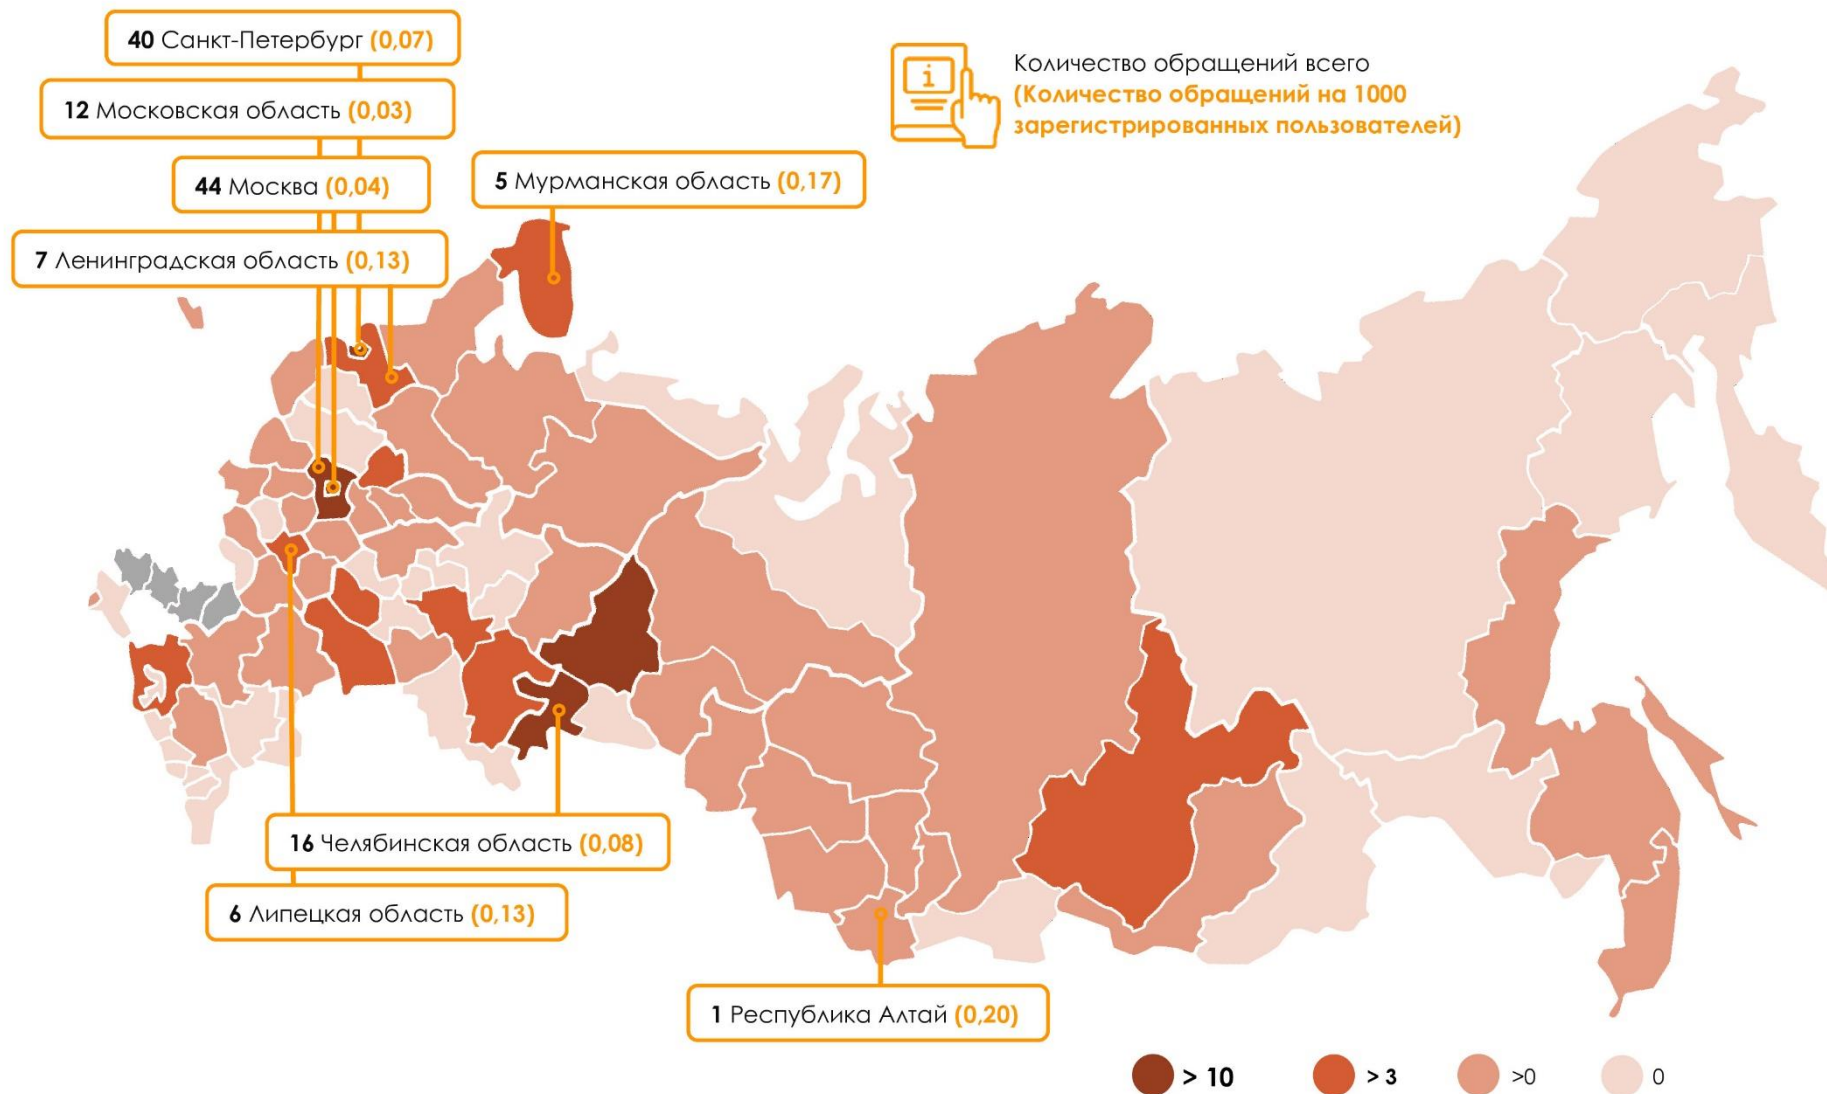 40 Санкт-Петербург (0,07)
12 Московская область (0,03)
44 Москва (0,04)
7 Ленинградская область (0,13)
5 Мурманская область (0,17)
i
Количество обращений всего
(Количество обращений на 1000
зарегистрированных пользователей)
16 Челябинская область (0,08)
6 Липецкая область (0,13)
1 Республика Алтай (0,20)
> 10
> 3
>0
0